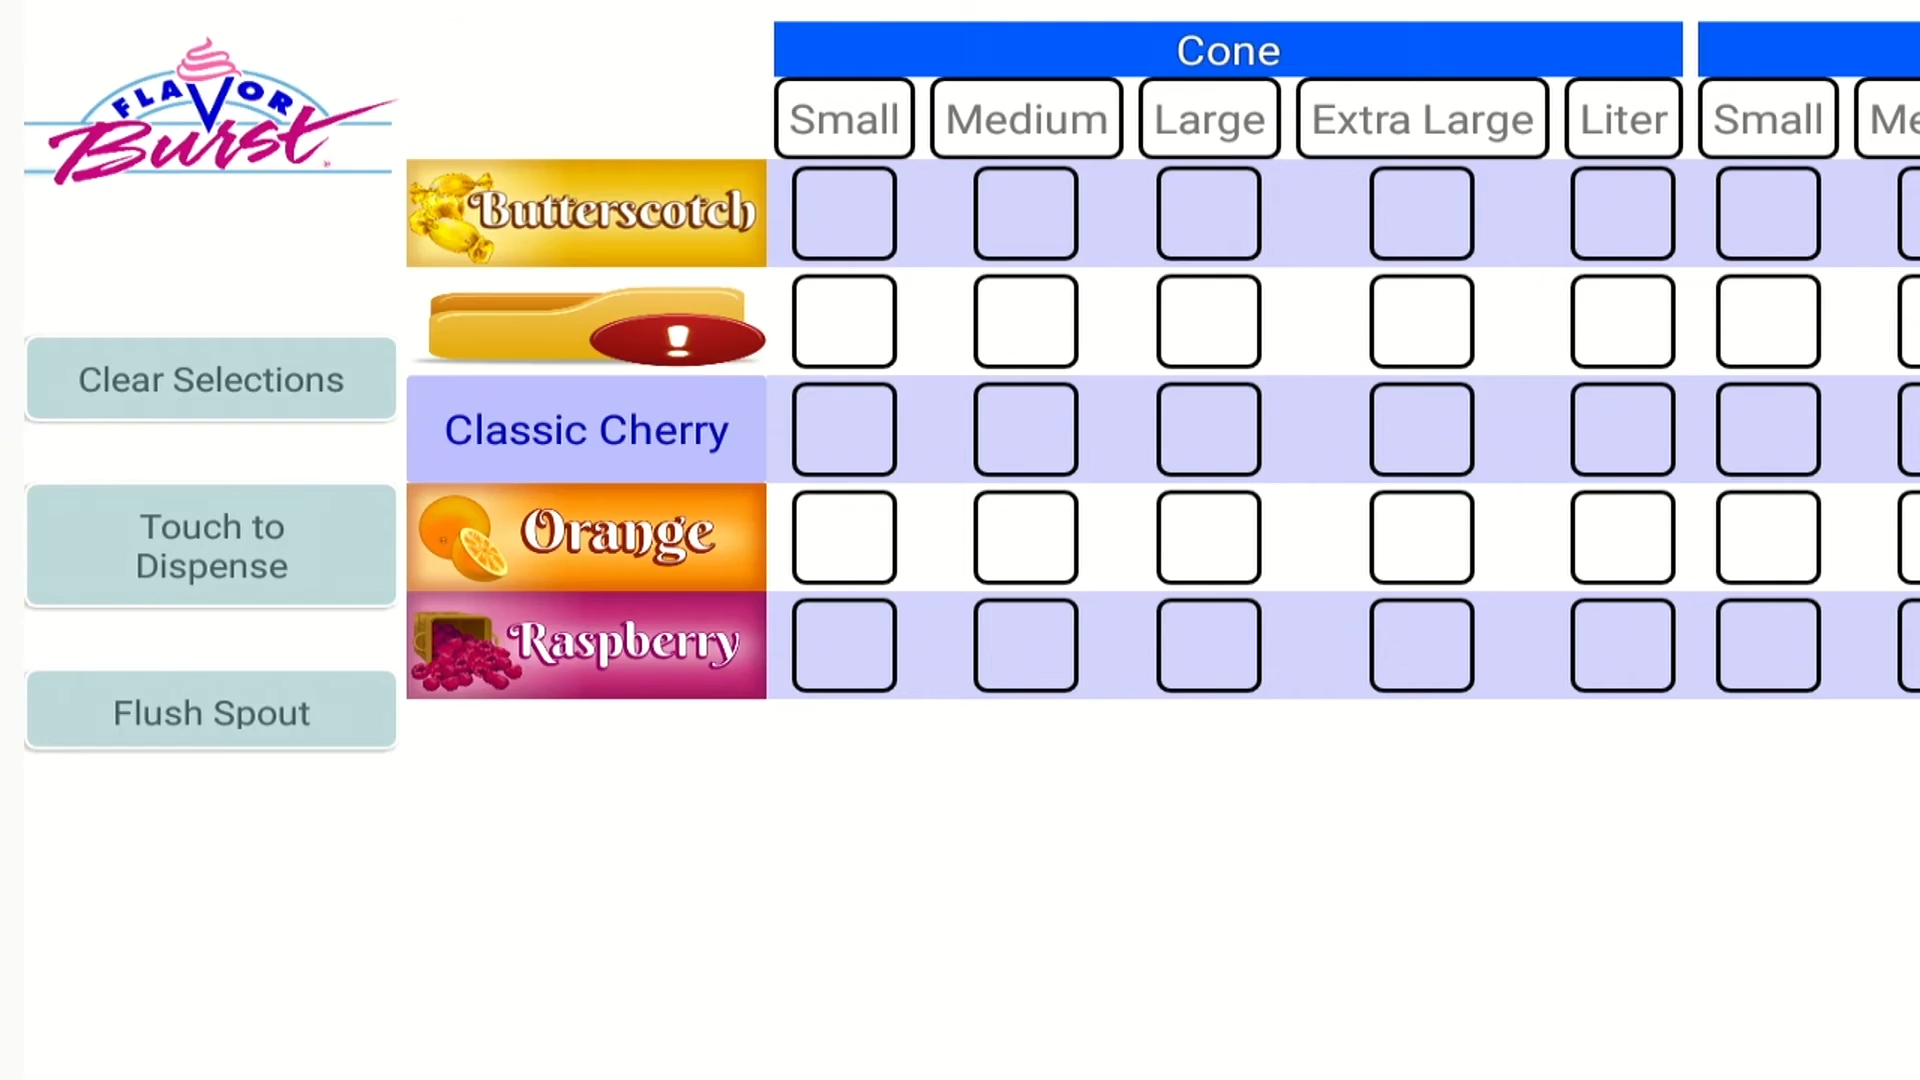 FLAVOR
Burst
Cone
Small
Medium
Large
Extra Large
Liter
Small
Butterscotch
!
Classic Cherry
Orange
Raspberry
Clear Selections
Touch to
Dispense
Flush Spout